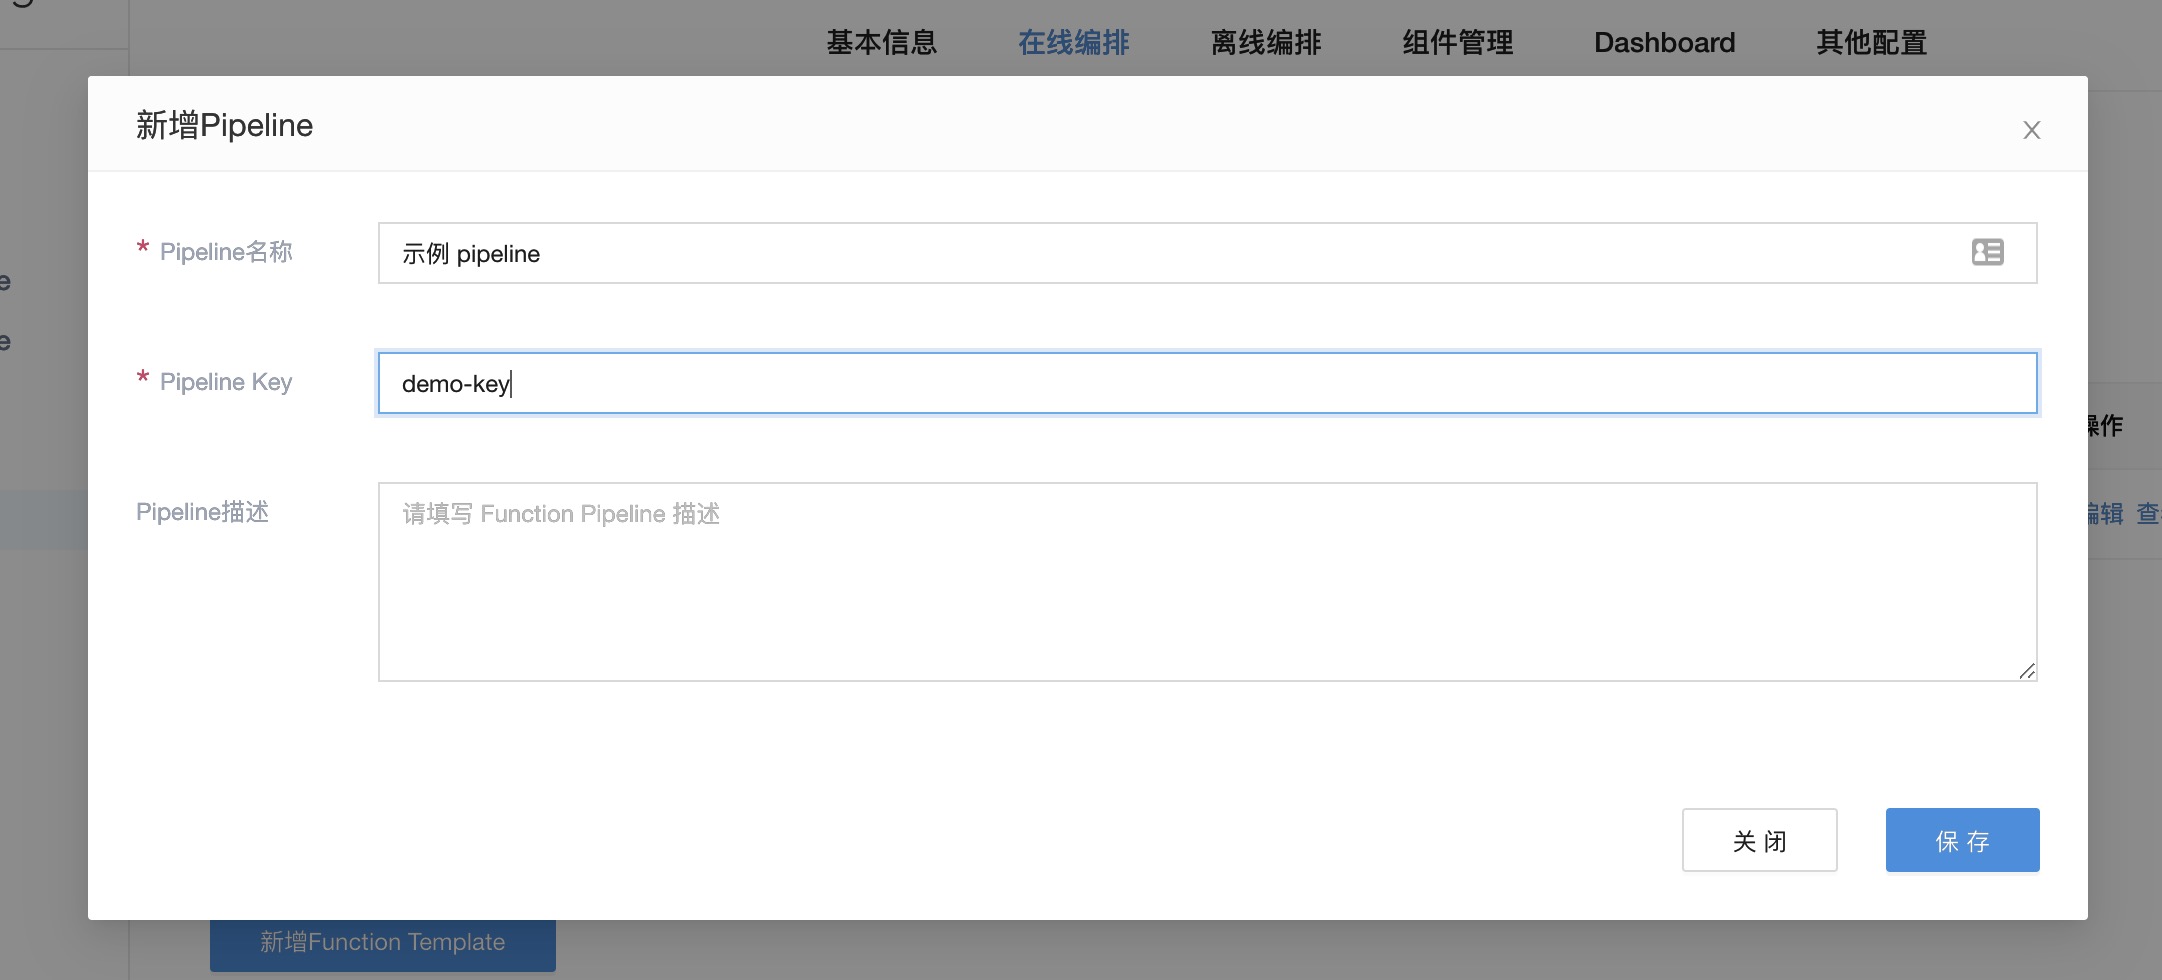 基本信息 在线编排 离线编排 组件管理 Dashboard 其他配置
新增Pipeline
* Pipeline名称 示例 pipeline
* Pipeline Key demo-key
操作
Pipeline描述 请填写 Function Pipeline 描述
编辑 查
关 闭 保 存
新增Function Template